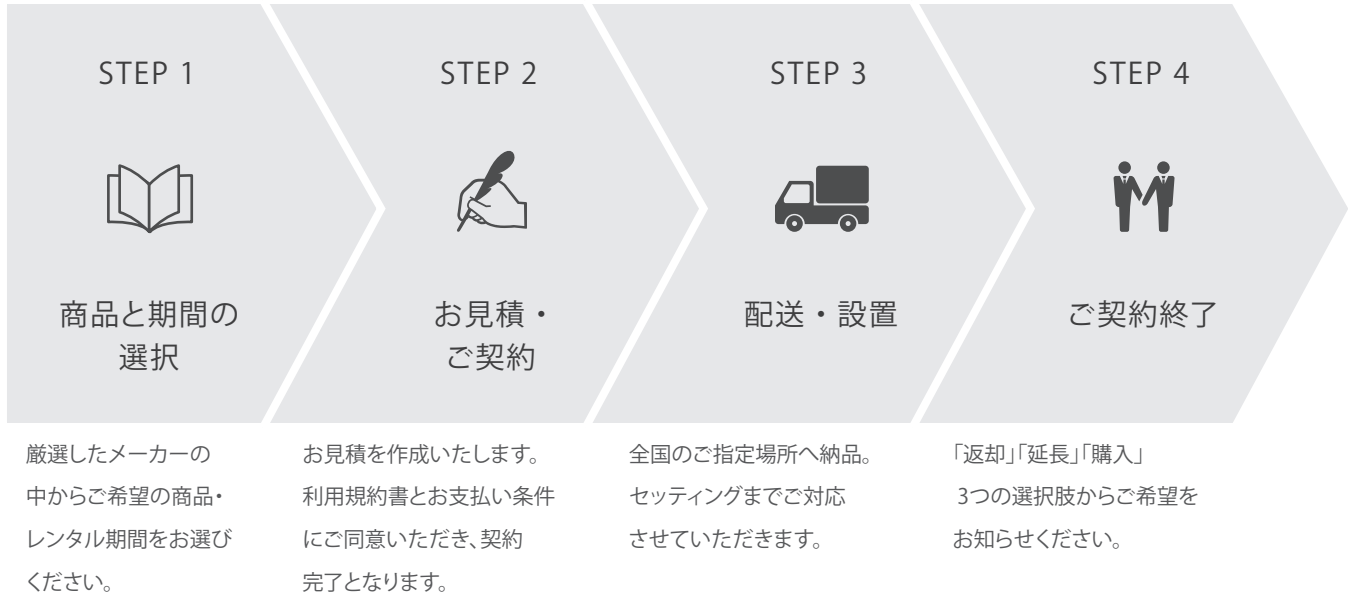 STEP 1
商品と期間の
選択
厳選したメーカーの
中からご希望の商品・
レンタル期間をお選び
ください。
STEP 2
お見積・
ご契約
お見積を作成いたします。
利用規約書とお支払い条件
にご同意いただき、契約
完了となります。
STEP 3
配送・設置
全国のご指定場所へ納品。
セッティングまでご対応
させていただきます。
STEP 4
ご契約終了
「返却」「延長」「購入」
3つの選択肢からご希望を
お知らせください。